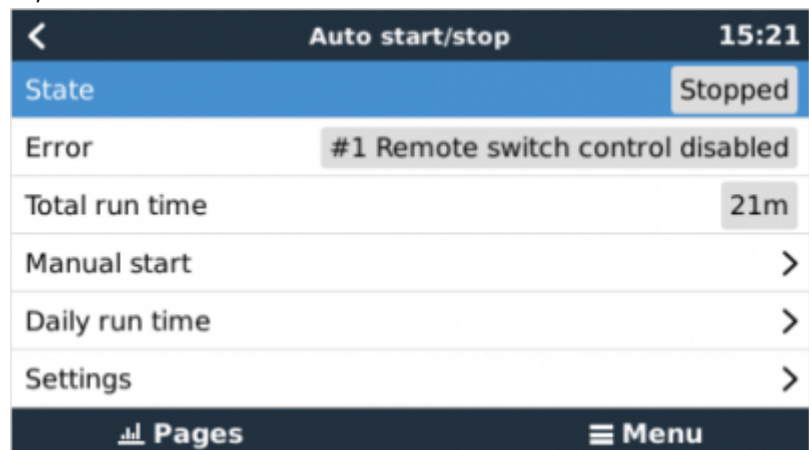 Auto start/stop 15:21
State Stopped
Error #1 Remote switch control disabled
Total run time 21m
Manual start
Daily run time
Settings
Pages Menu